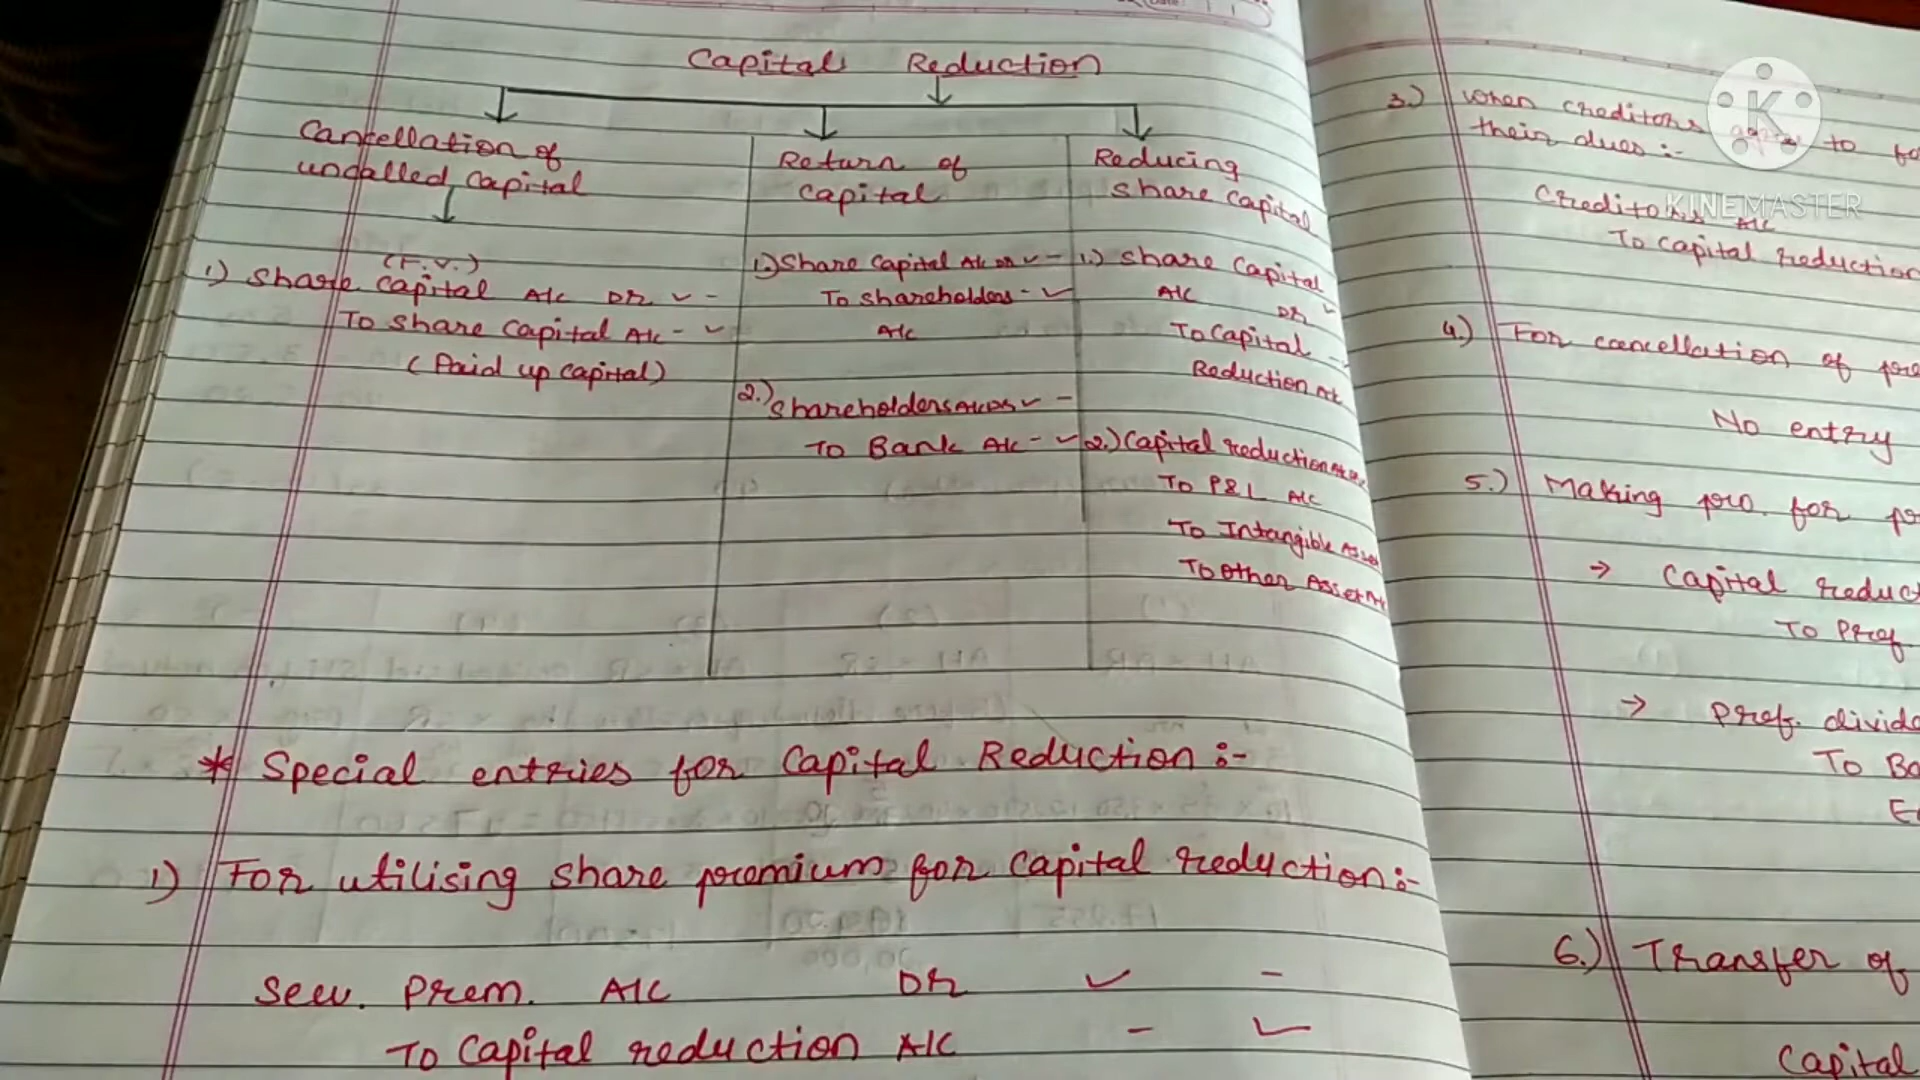 Capital Reduction
Cancellation of
uncalled capital
(F.V.)
1) Share capital A/c DR ✓ -
To share capital A/c - ✓
(Paid up capital)
Return of
Capital
1.) Share capital A/c DR ✓ -
To shareholders - ✓
A/c
2.) Shareholders A/c DR ✓ -
To Bank A/c - ✓
Reducing
share capital
1.) Share Capital
A/c DR ✓
To Capital -
Reduction A/c
2.) Capital reduction A/c
To P&L A/c
To Intangible
To other Asset A/c
* Special entries for Capital Reduction :-
1) For utilising share premium for capital reduction :-
Secu. Prem. A/C DR ✓ -
To Capital reduction A/C - ✓
3.) When creditors agree to
their dues :-
Creditors A/c
To capital reduction
4.) For cancellation of
No entry
5.) Making pro. for
→ Capital
To Pref.
→ Pref.
To
6.) Transfer of
Capital
K
KINEMASTER